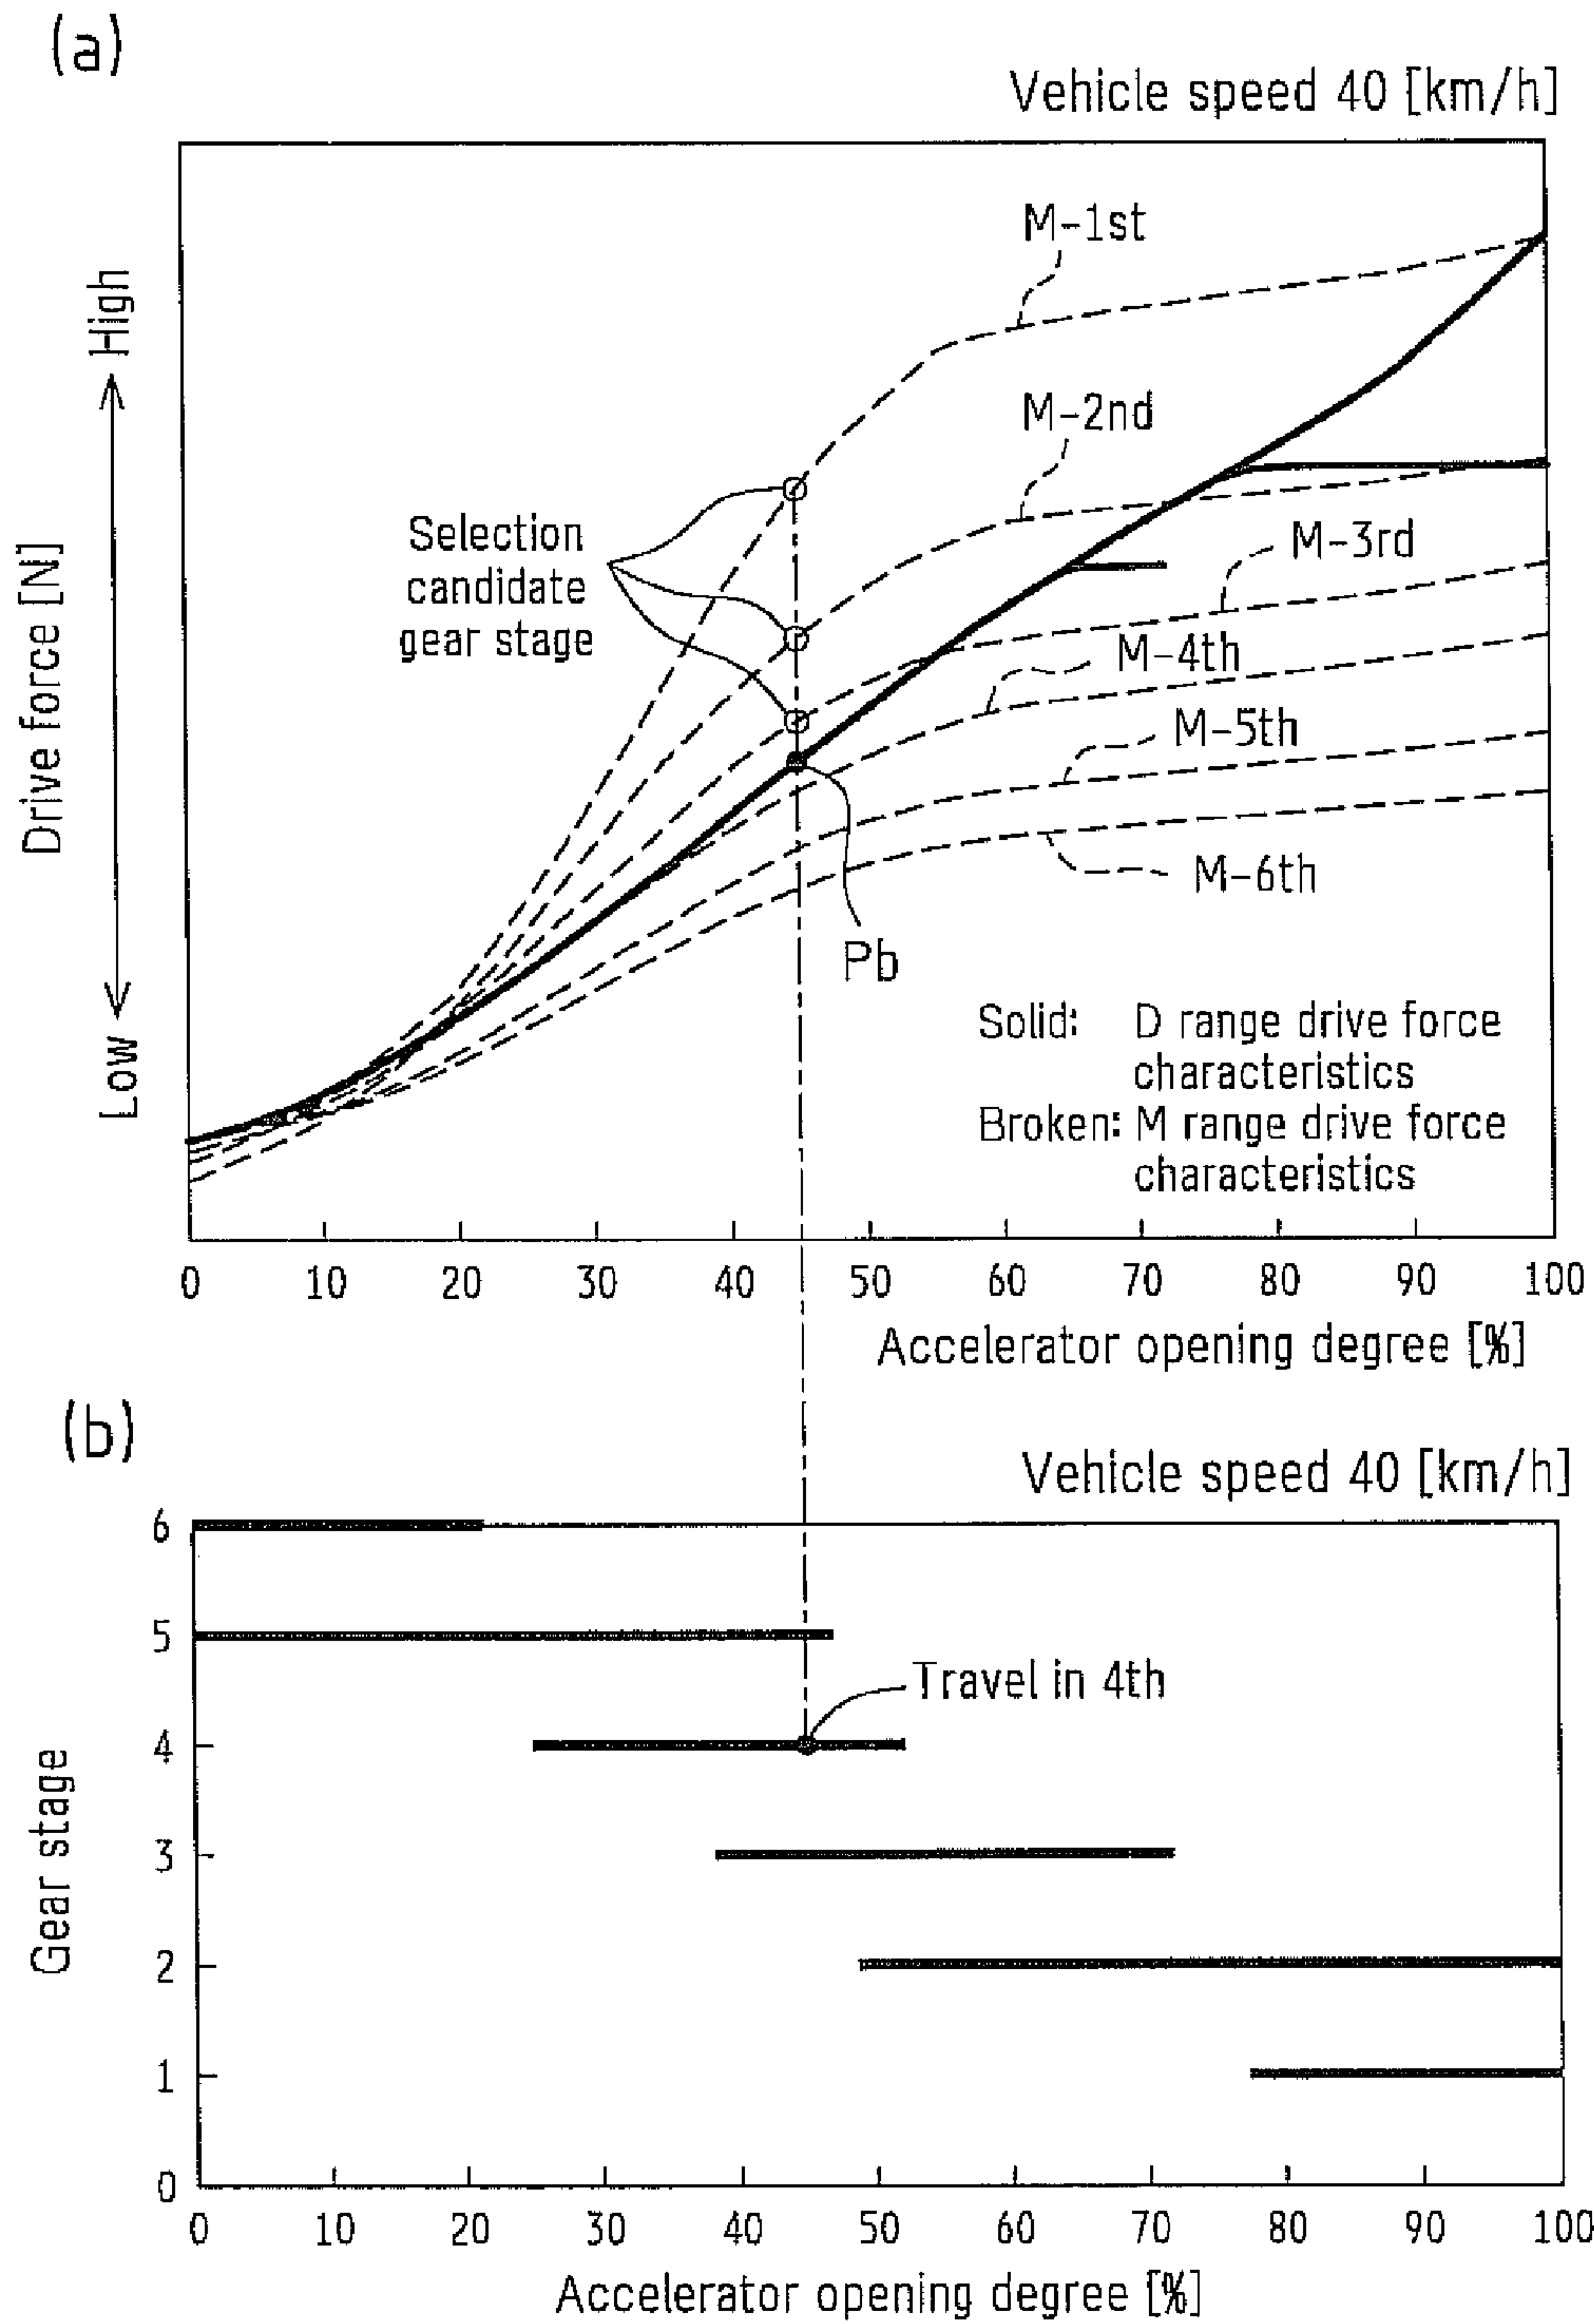 (a)
Vehicle speed 40 [km/h]
Drive force [N]
Low
High
M-1st
M-2nd
M-3rd
M-4th
M-5th
M-6th
Selection
candidate
gear stage
Pb
Solid: D range drive force
characteristics
Broken: M range drive force
characteristics
0 10 20 30 40 50 60 70 80 90 100
Accelerator opening degree [%]
(b)
Vehicle speed 40 [km/h]
Gear stage
6
5
4
3
2
1
0
Travel in 4th
0 10 20 30 40 50 60 70 80 90 100
Accelerator opening degree [%]